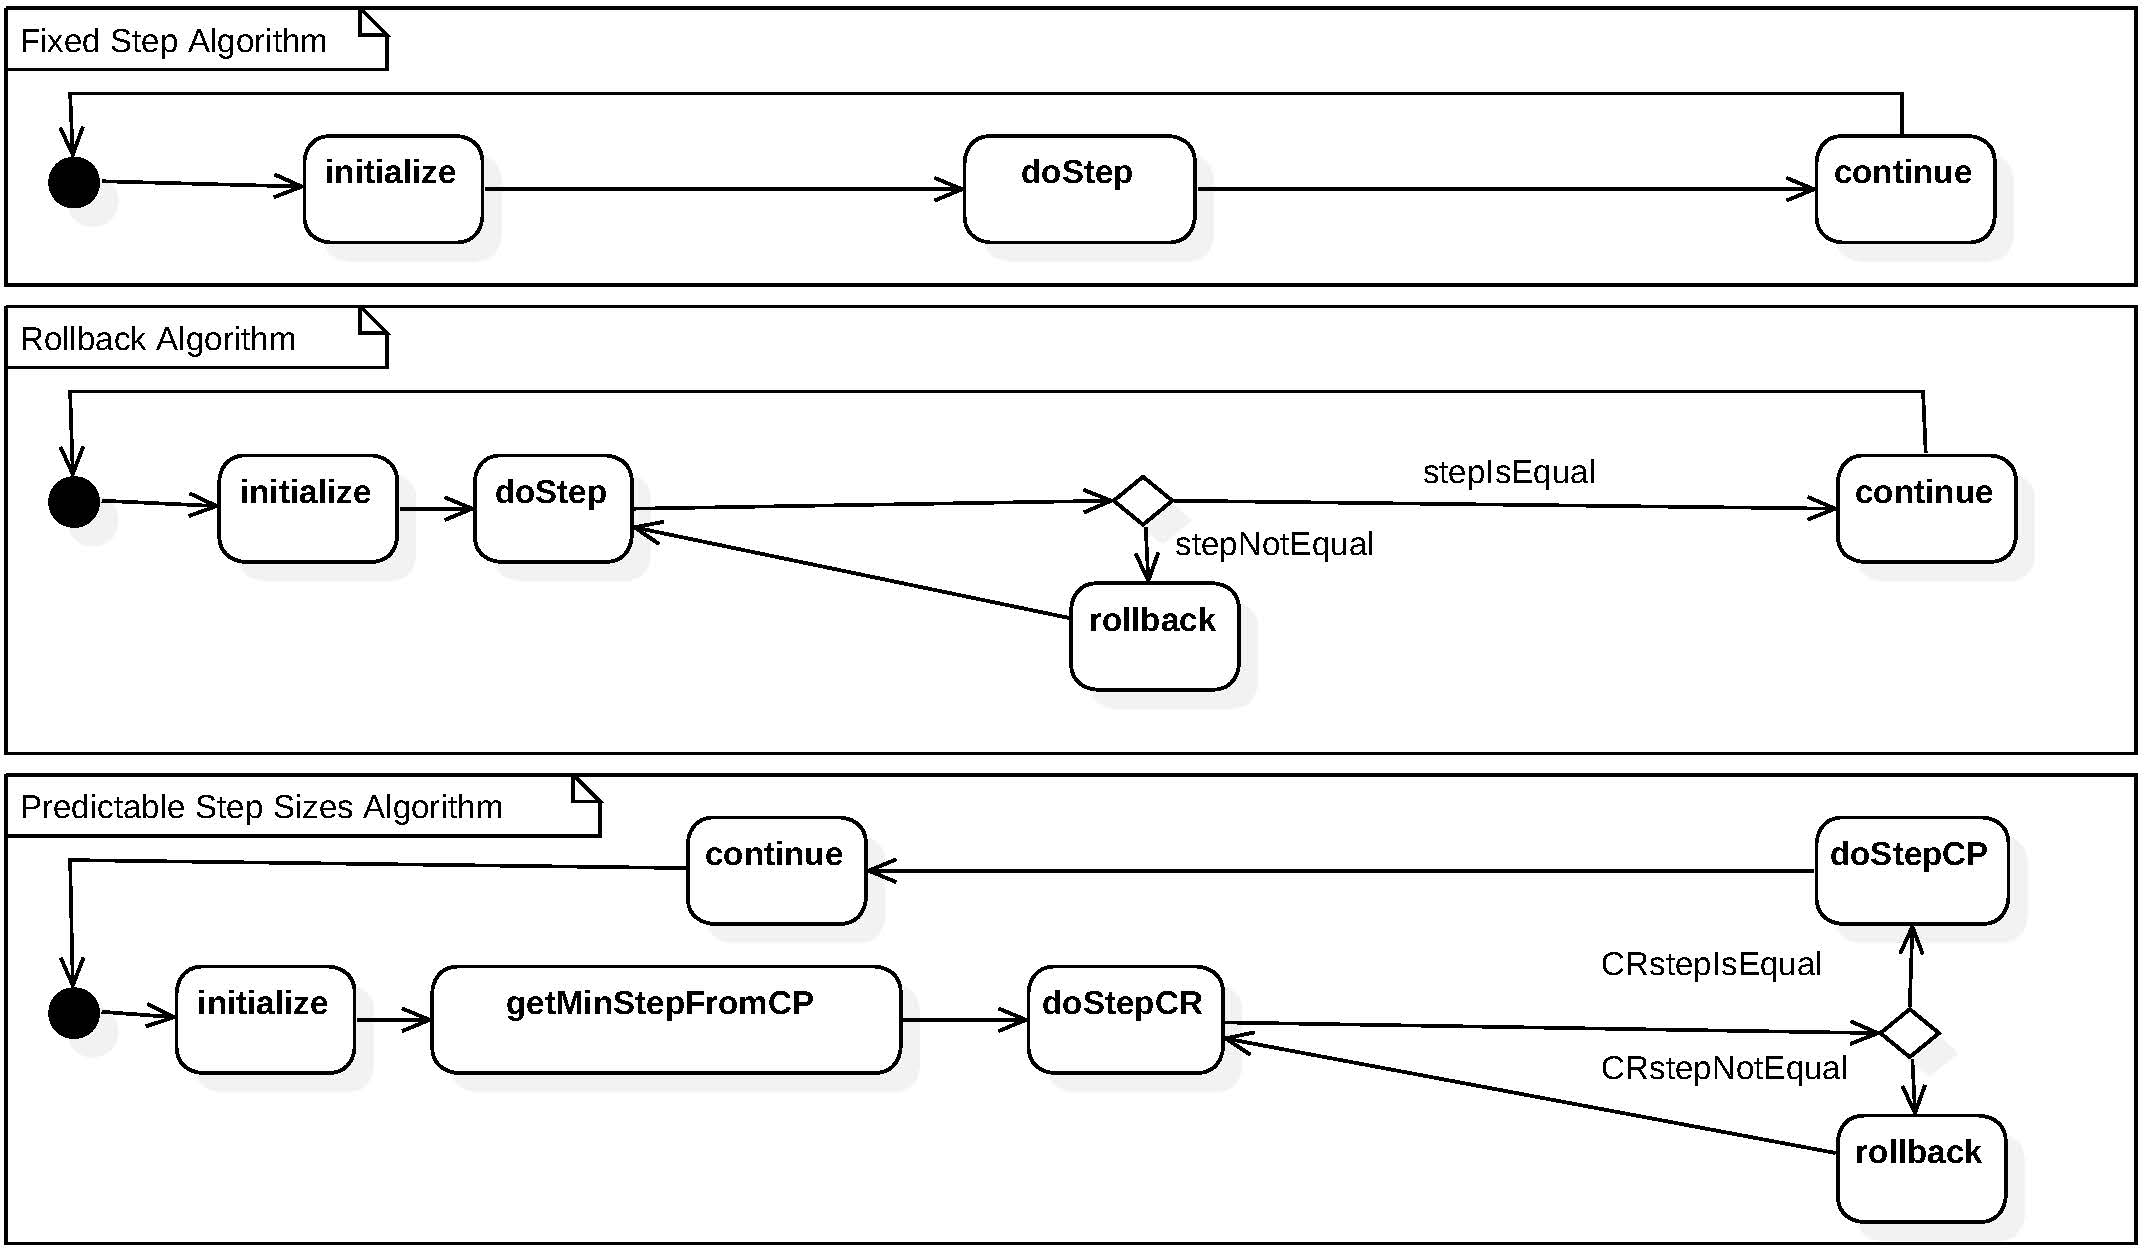 Fixed Step Algorithm
initialize
doStep
continue
Rollback Algorithm
initialize
doStep
stepIsEqual
continue
stepNotEqual
rollback
Predictable Step Sizes Algorithm
continue
doStepCP
CRstepIsEqual
initialize
getMinStepFromCP
doStepCR
CRstepNotEqual
rollback